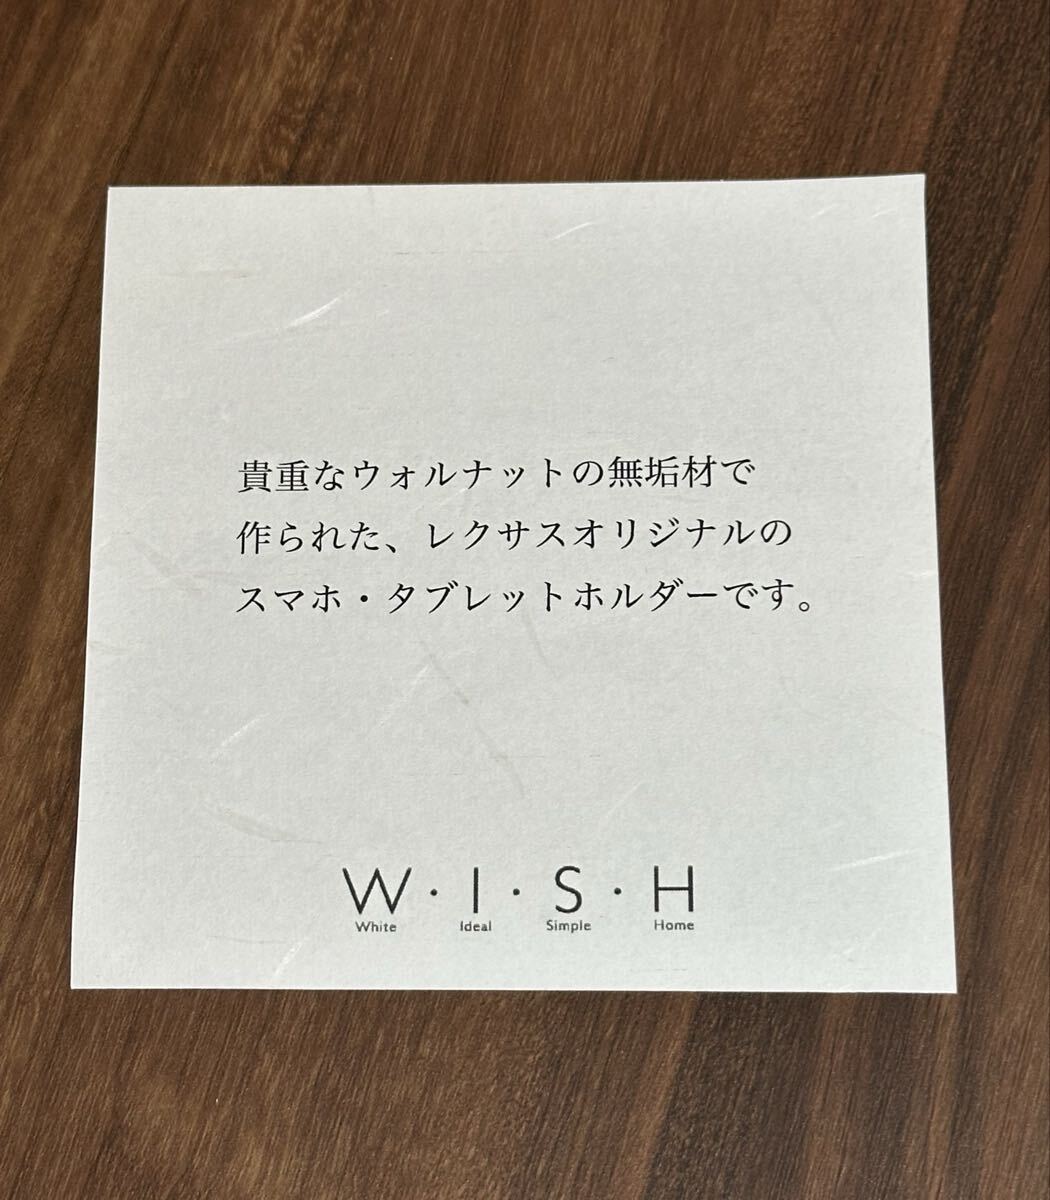 貴重なウォルナットの無垢材で
作られた、レクサスオリジナルの
スマホ・タブレットホルダーです。
W・I・S・H
White Ideal Simple Home